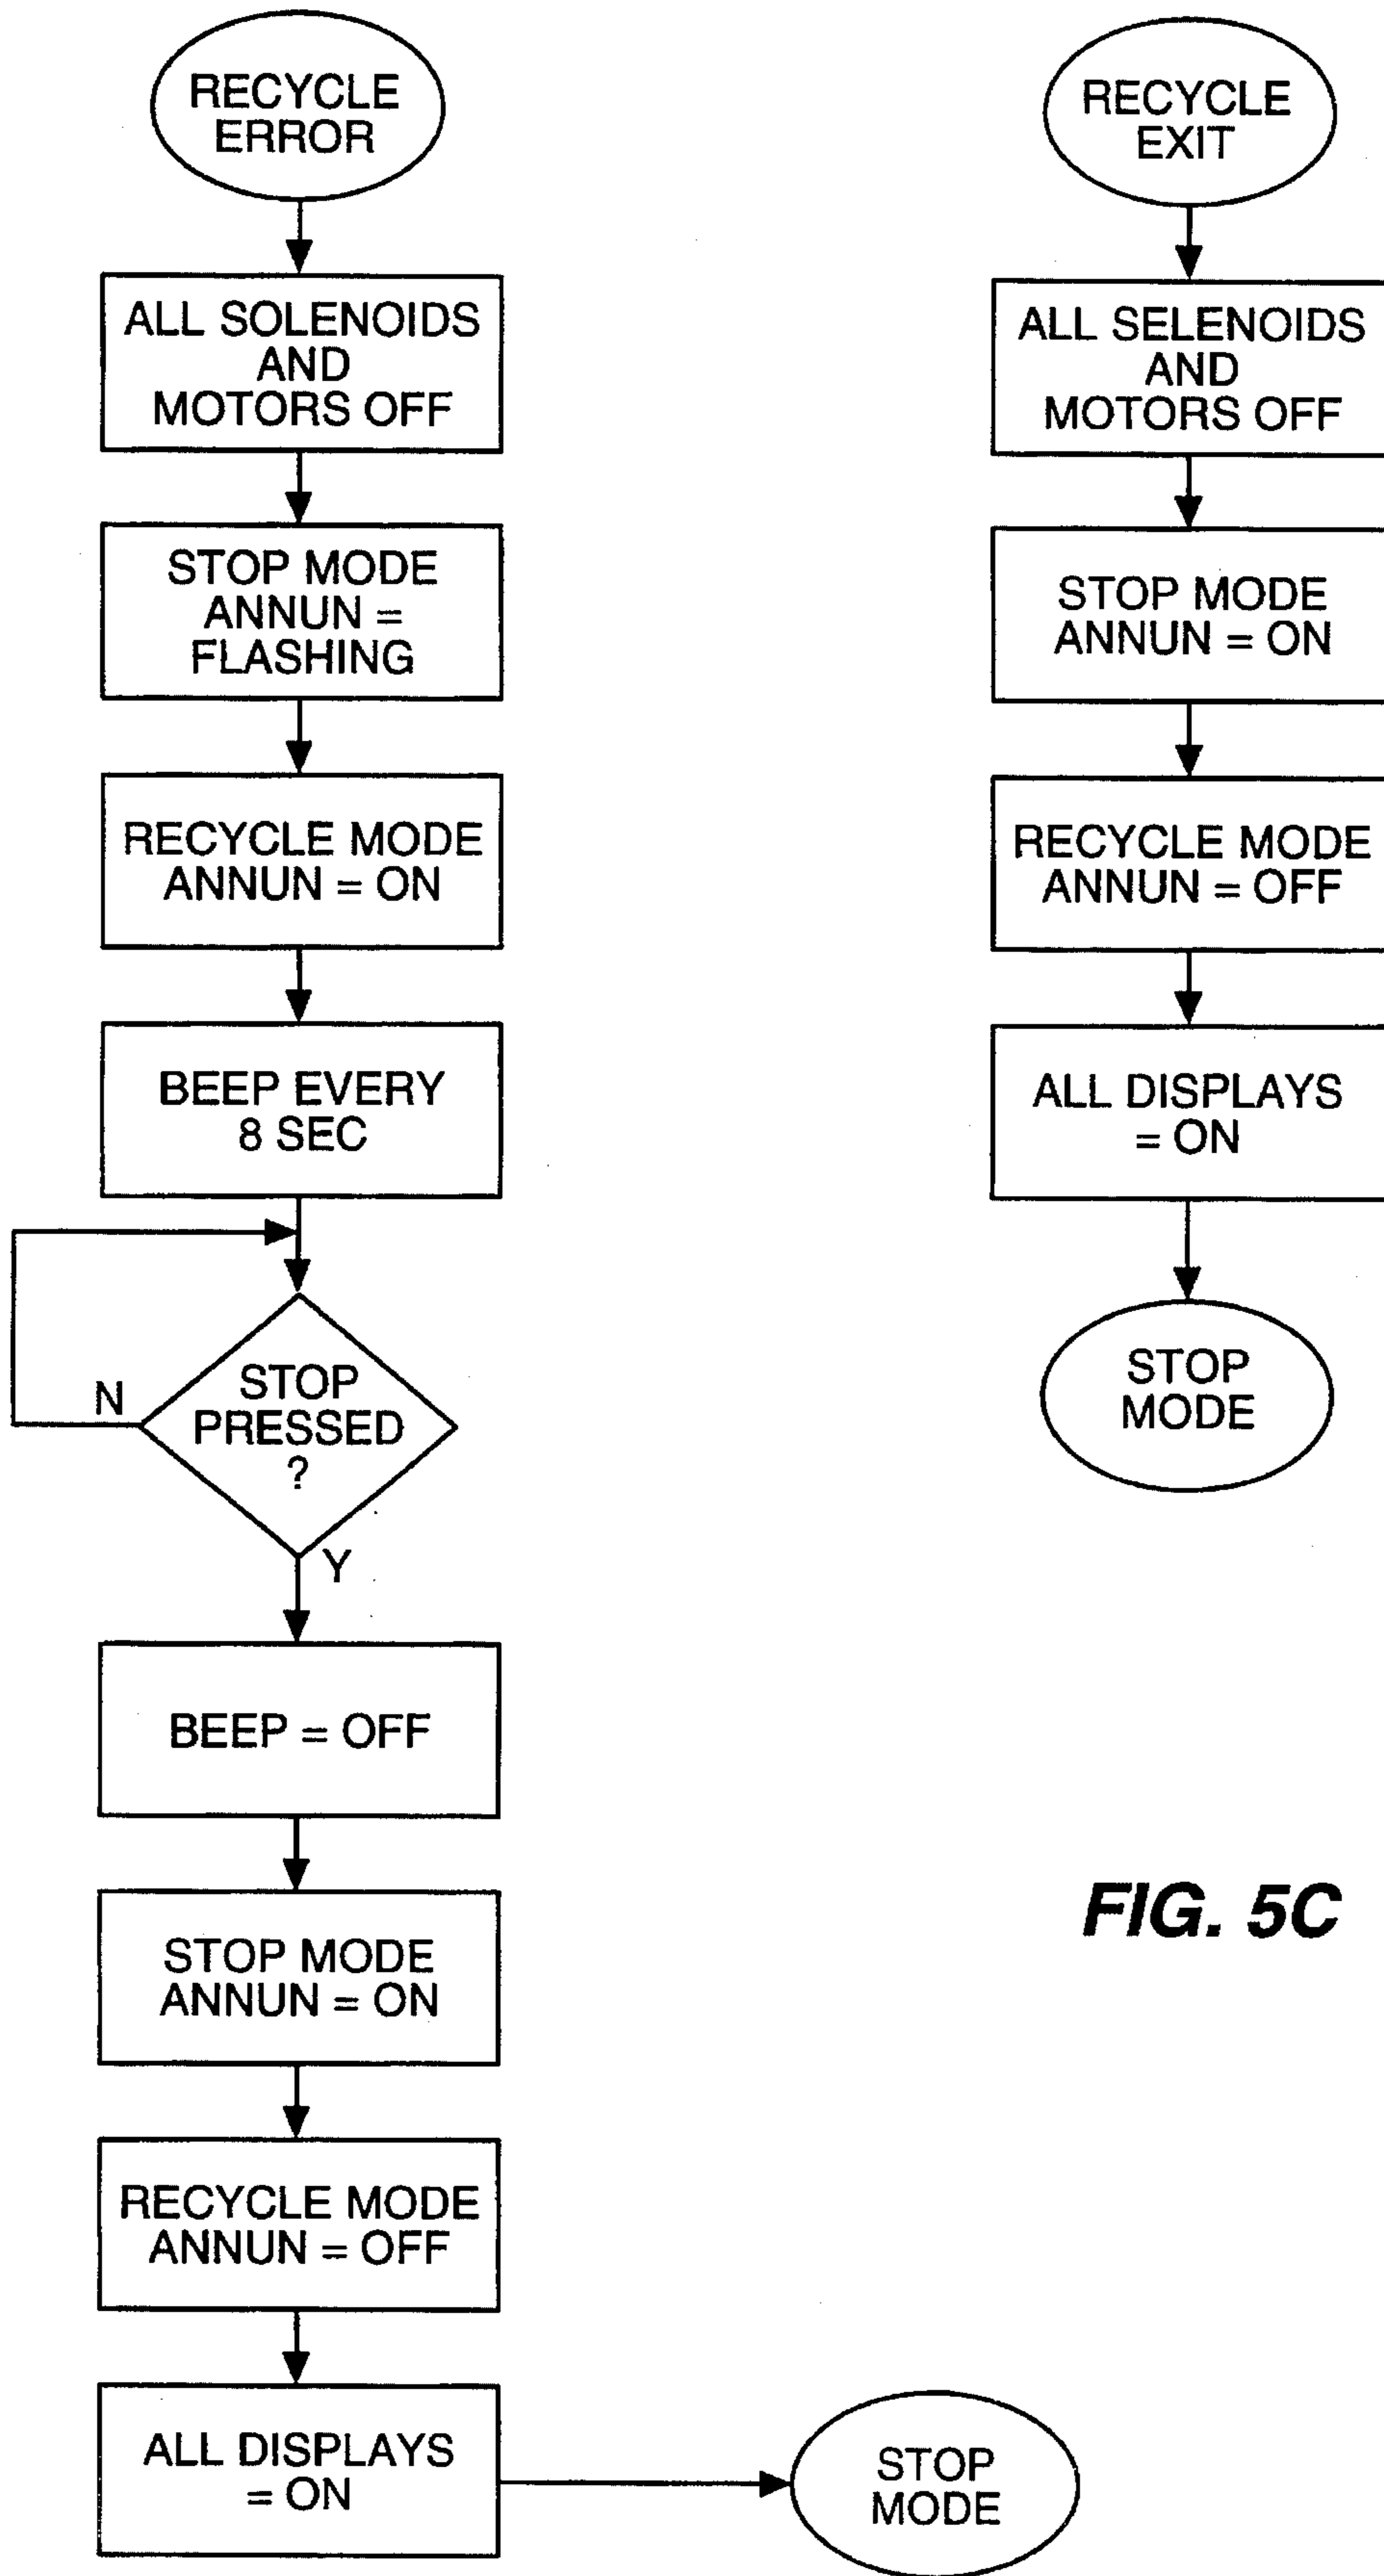 RECYCLE
ERROR
ALL SOLENOIDS
AND
MOTORS OFF
STOP MODE
ANNUN =
FLASHING
RECYCLE MODE
ANNUN = ON
BEEP EVERY
8 SEC
STOP
PRESSED
?
N
Y
BEEP = OFF
STOP MODE
ANNUN = ON
RECYCLE MODE
ANNUN = OFF
ALL DISPLAYS
= ON
STOP
MODE
RECYCLE
EXIT
ALL SELENOIDS
AND
MOTORS OFF
STOP MODE
ANNUN = ON
RECYCLE MODE
ANNUN = OFF
ALL DISPLAYS
= ON
STOP
MODE
FIG. 5C